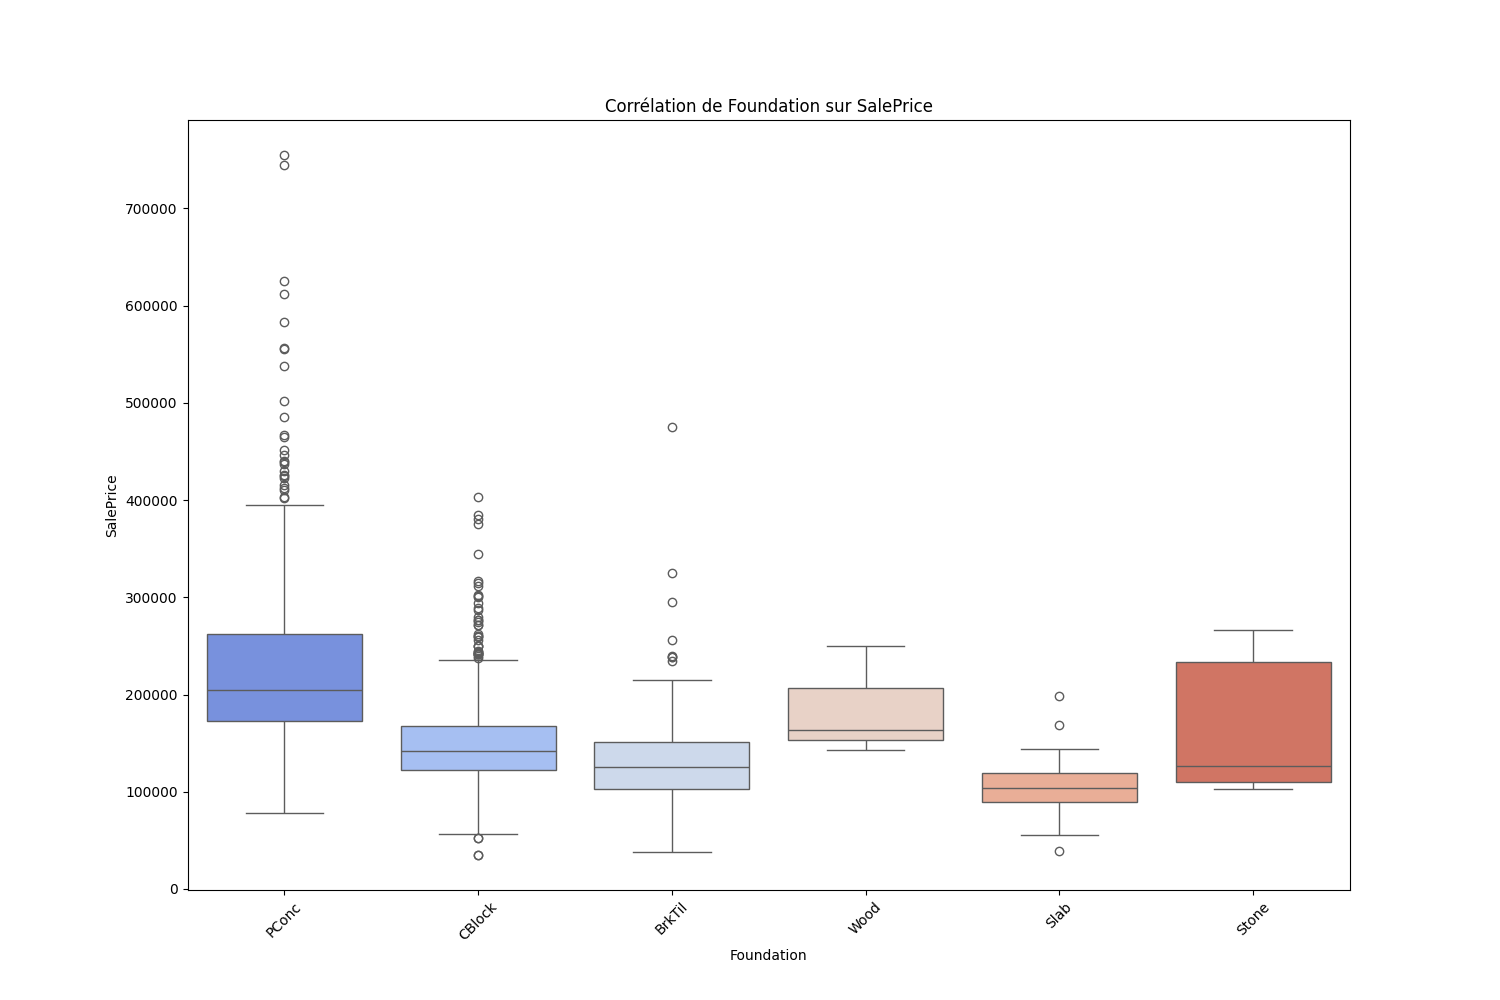 Corrélation de Foundation sur SalePrice
700000
600000
500000
400000
300000
200000
100000
0
SalePrice
PConc
CBlock
BrkTil
Wood
Slab
Stone
Foundation